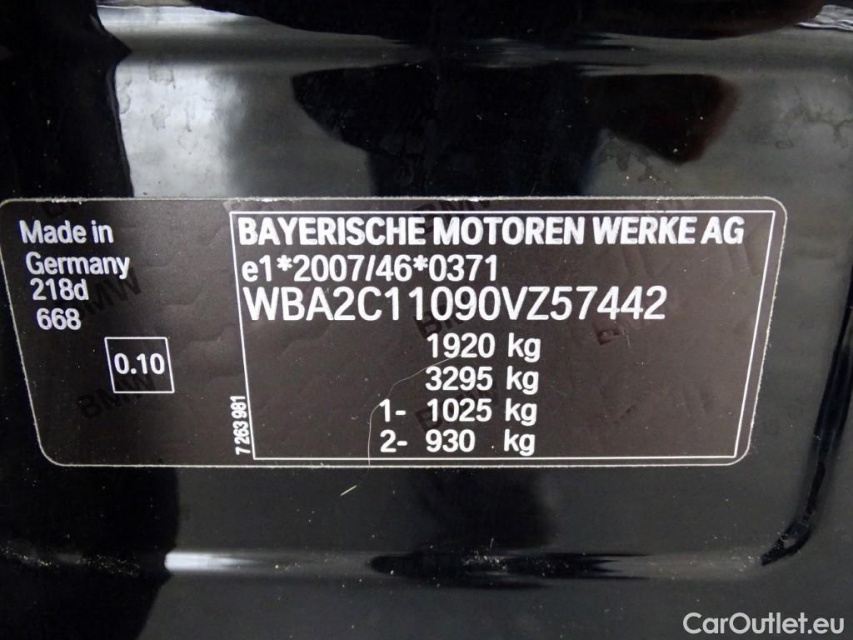 Made in
Germany
218d
668
0.10
7 263 981
BAYERISCHE MOTOREN WERKE AG
e1*2007/46*0371
WBA2C11090VZ57442
1920 kg
3295 kg
1- 1025 kg
2- 930 kg
CarOutlet.eu